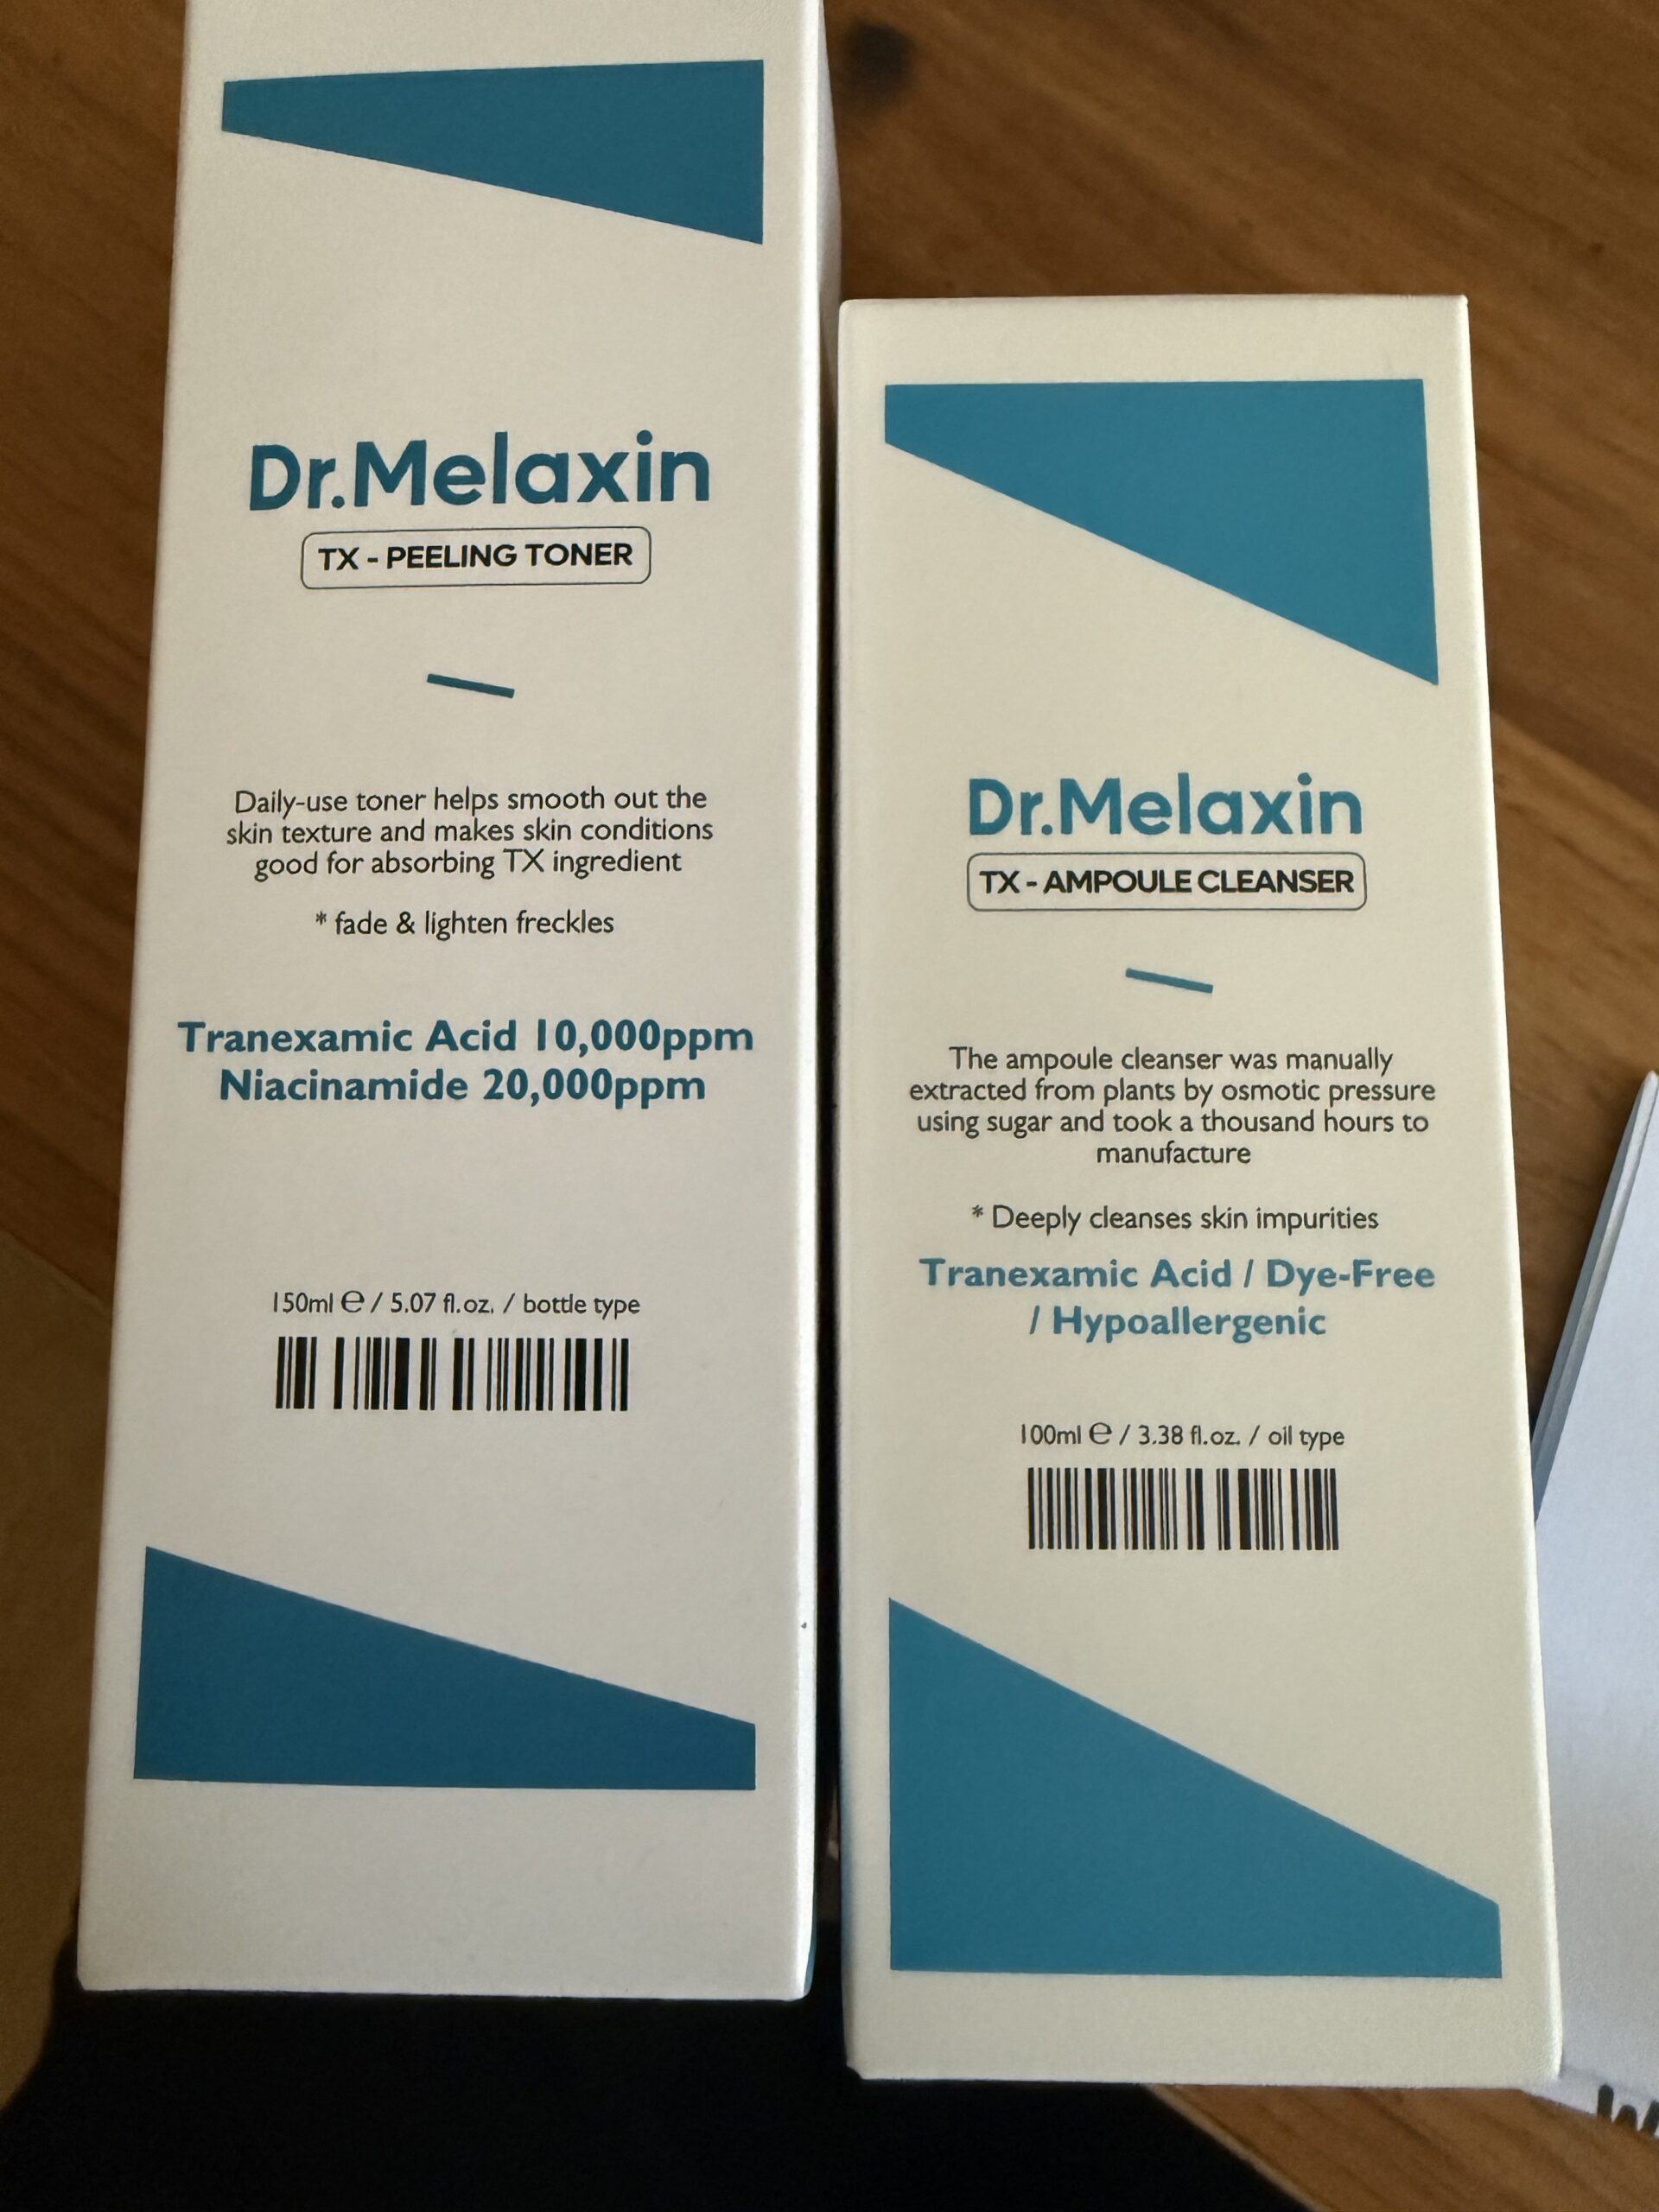 Dr.Melaxin
TX - PEELING TONER
Daily-use toner helps smooth out the
skin texture and makes skin conditions
good for absorbing TX ingredient
* fade & lighten freckles
Tranexamic Acid 10,000ppm
Niacinamide 20,000ppm
150ml ℮ / 5.07 fl.oz. / bottle type
Dr.Melaxin
TX - AMPOULE CLEANSER
The ampoule cleanser was manually
extracted from plants by osmotic pressure
using sugar and took a thousand hours to
manufacture
* Deeply cleanses skin impurities
Tranexamic Acid / Dye-Free
/ Hypoallergenic
100ml ℮ / 3.38 fl.oz. / oil type